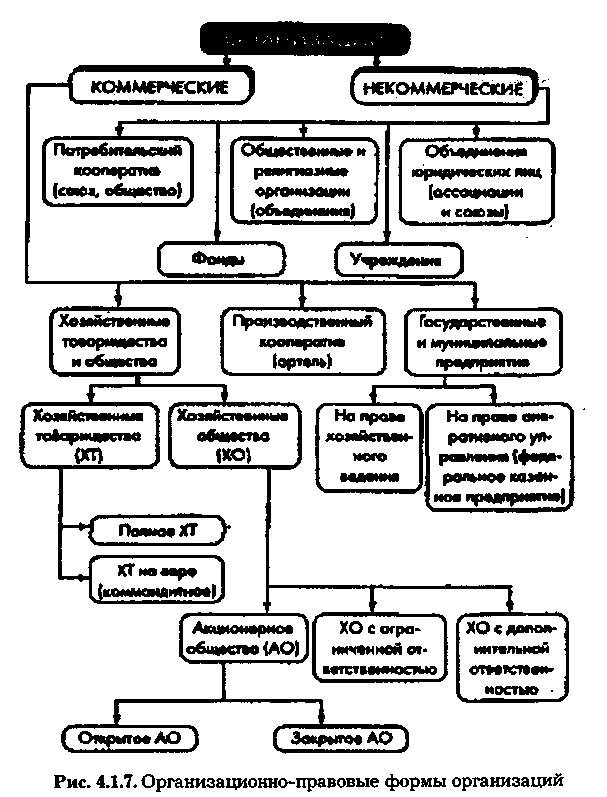 КОММЕРЧЕСКИЕ
НЕКОММЕРЧЕСКИЕ
Потребительский
кооператив
(союз, общество)
Общественные и
религиозные
организации
(объединения)
Объединения
юридических лиц
(ассоциации
и союзы)
Фонды
Учреждения
Хозяйственные
товарищества
и общества
Производственный
кооператив
(артель)
Государственные
и муниципальные
предприятия
Хозяйственные
товарищества
(ХТ)
Хозяйственные
общества
(ХО)
На праве
хозяйствен-
ного
ведения
На праве опе-
ративного уп-
равления (феде-
ральное казен-
ное предприятие)
Полное ХТ
ХТ на вере
(коммандитное)
Акционерное
общество (АО)
ХО с огра-
ниченной от-
ветственностью
ХО с допол-
нительной
ответствен-
ностью
Открытое АО
Закрытое АО
Рис. 4.1.7. Организационно-правовые формы организаций